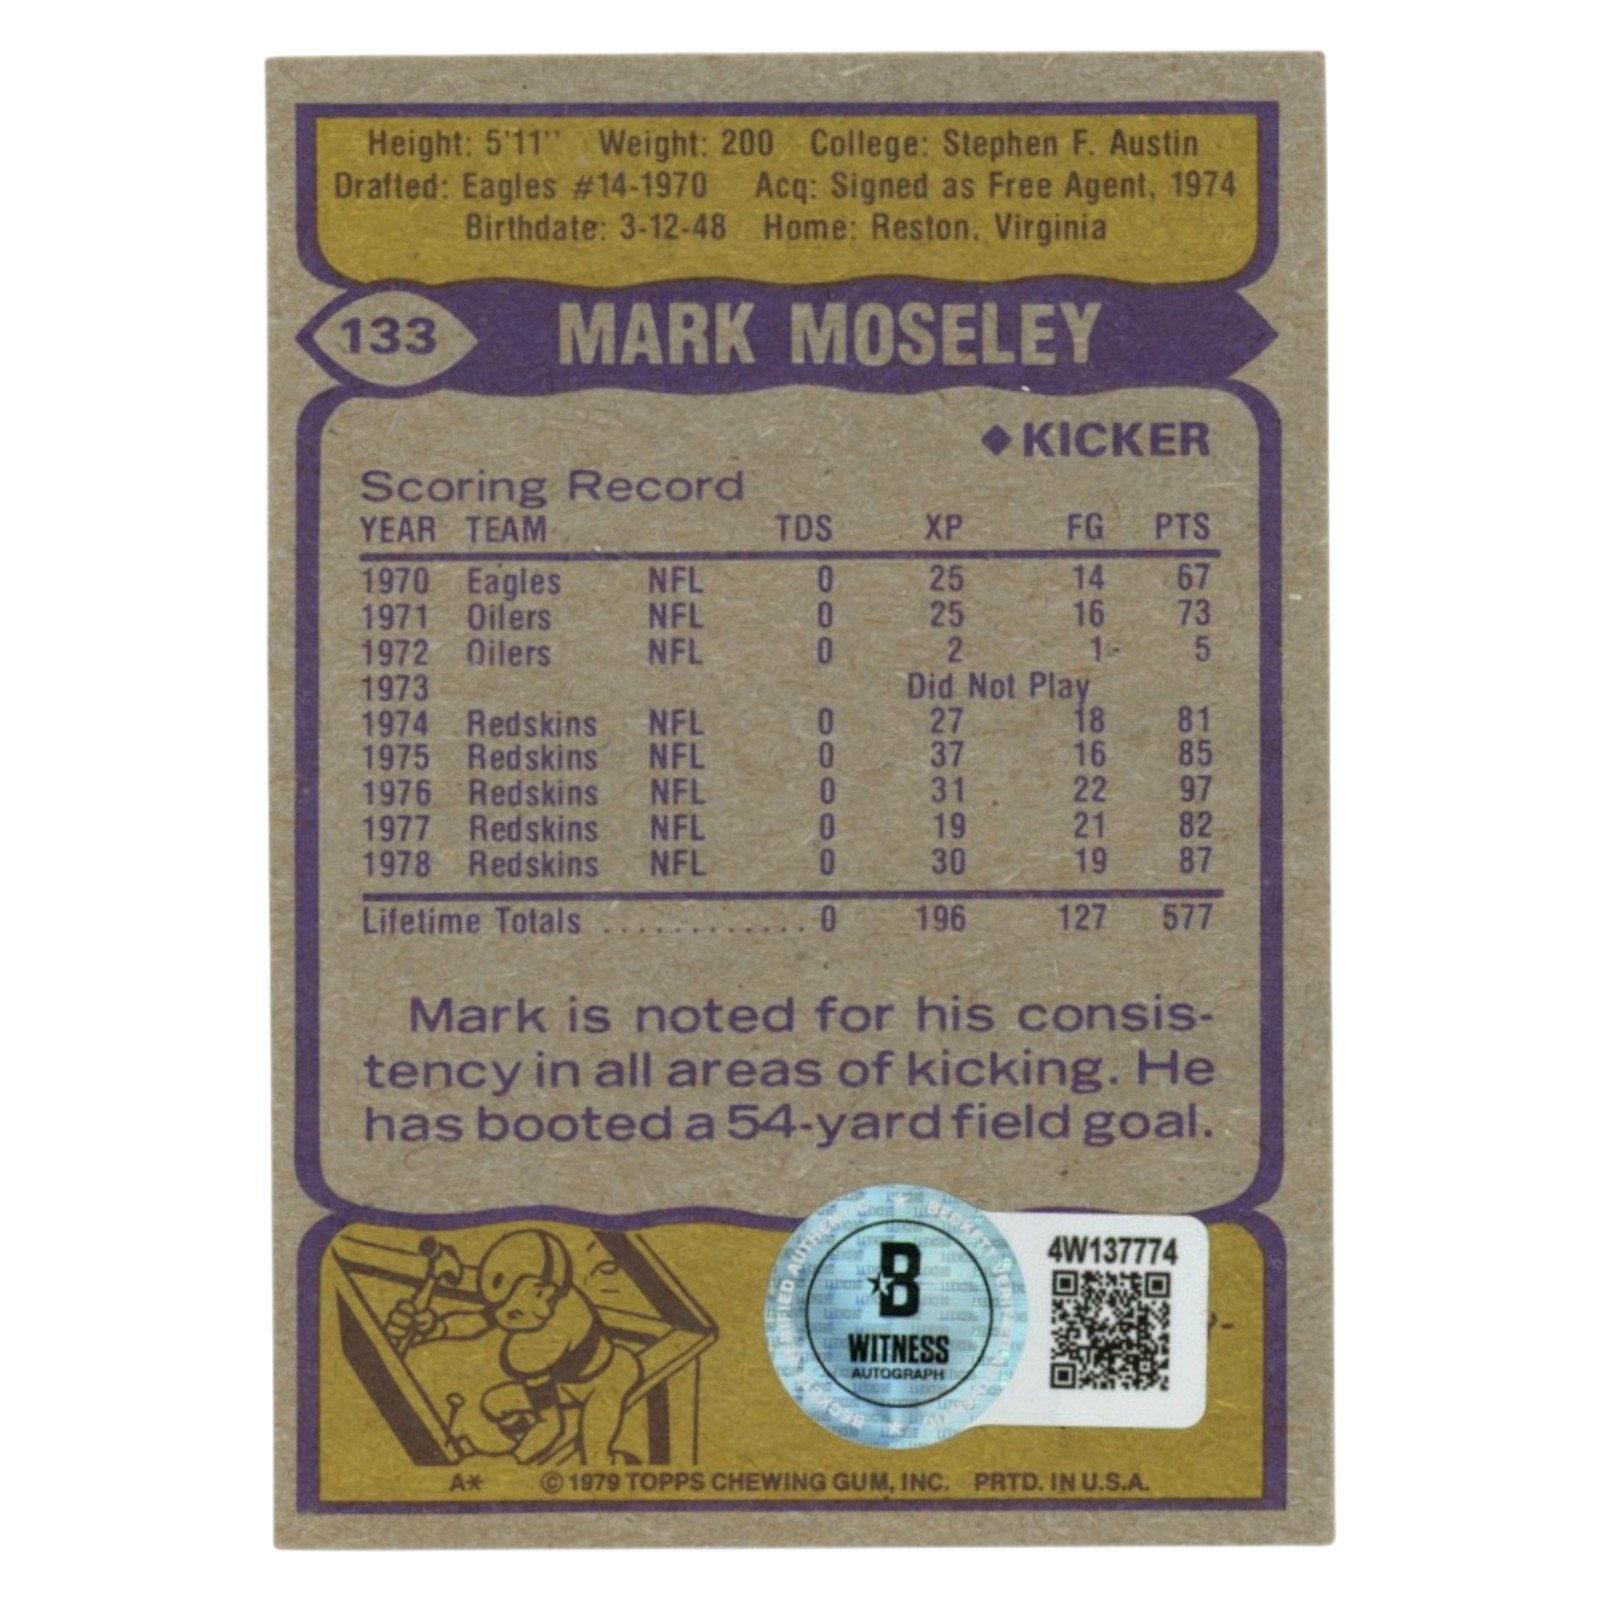 Height: 5'11" Weight: 200 College: Stephen F. Austin
Drafted: Eagles #14-1970 Acq: Signed as Free Agent, 1974
Birthdate: 3-12-48 Home: Reston, Virginia
133 MARK MOSELEY
◆ KICKER
Scoring Record
YEAR TEAM TDS XP FG PTS
1970 Eagles NFL 0 25 14 67
1971 Oilers NFL 0 25 16 73
1972 Oilers NFL 0 2 1 5
1973 Did Not Play
1974 Redskins NFL 0 27 18 81
1975 Redskins NFL 0 37 16 85
1976 Redskins NFL 0 31 22 97
1977 Redskins NFL 0 19 21 82
1978 Redskins NFL 0 30 19 87
Lifetime Totals ............ 0 196 127 577
Mark is noted for his consis-
tency in all areas of kicking. He
has booted a 54-yard field goal.
4W137774
B
WITNESS
AUTOGRAPH
A* © 1979 TOPPS CHEWING GUM, INC. PRTD. IN U.S.A.